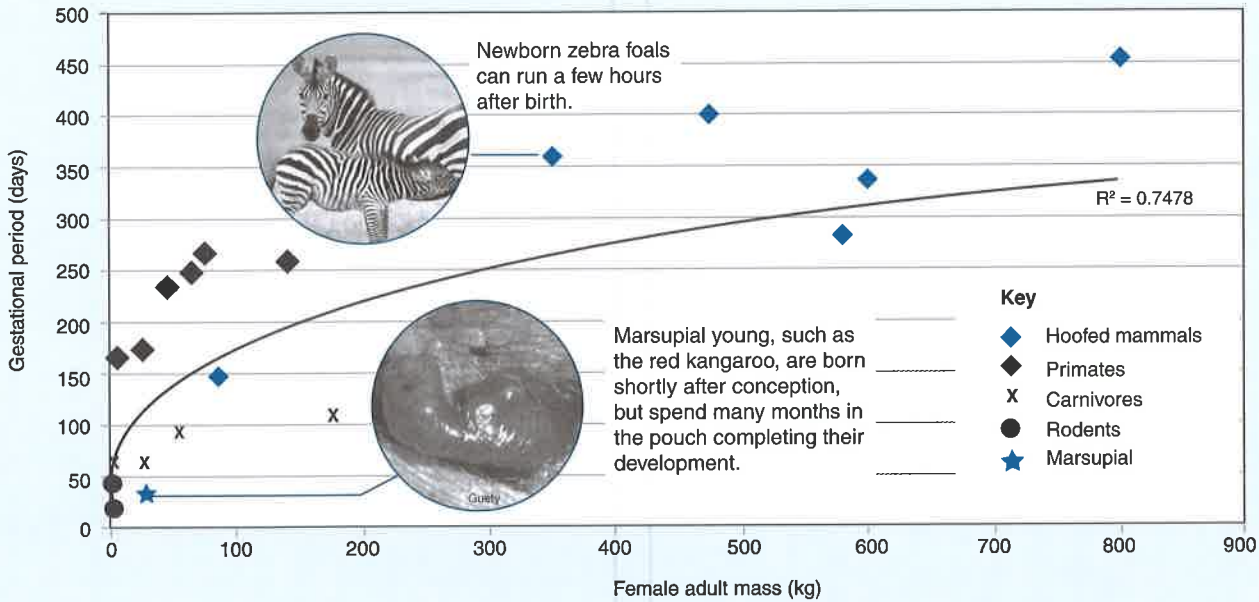 500
450
400
350
300
250
200
150
100
50
0
Gestational period (days)
Newborn zebra foals
can run a few hours
after birth.
R² = 0.7478
Marsupial young, such as
the red kangaroo, are born
shortly after conception,
but spend many months in
the pouch completing their
development.
Key
Hoofed mammals
Primates
Carnivores
Rodents
Marsupial
0
100
200
300
400
500
600
700
800
900
Female adult mass (kg)